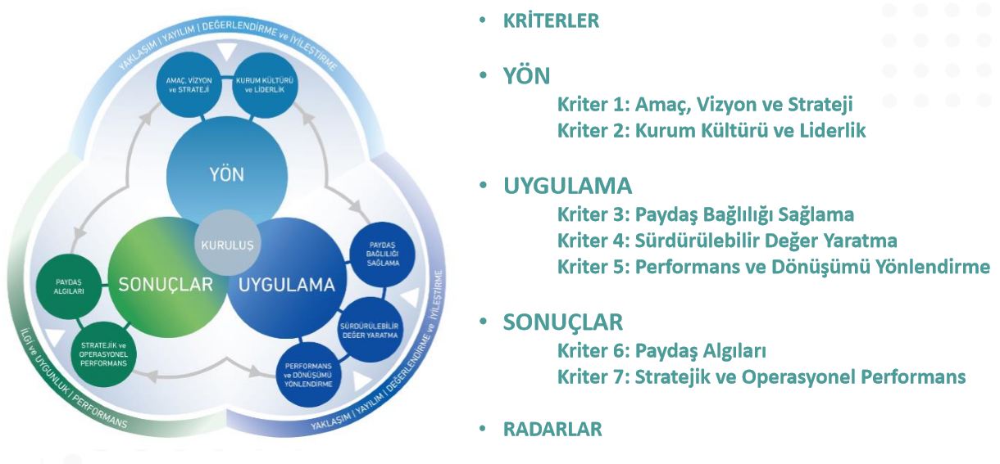 YAKLAŞIM | YAYILIM | DEĞERLENDİRME ve İYİLEŞTİRME
AMAÇ, VİZYON
ve STRATEJİ
KURUM KÜLTÜRÜ
ve LİDERLİK
YÖN
KURULUŞ
SONUÇLAR
UYGULAMA
PAYDAŞ
BAĞLILIĞI
SAĞLAMA
SÜRDÜRÜLEBİLİR
DEĞER YARATMA
PERFORMANS
ve DÖNÜŞÜMÜ
YÖNLENDİRME
PAYDAŞ
ALGILARI
STRATEJİK ve
OPERASYONEL
PERFORMANS
İLGİ ve UYGUNLUK | PERFORMANS
YAKLAŞIM | YAYILIM | DEĞERLENDİRME ve İYİLEŞTİRME
• KRİTERLER
• YÖN
Kriter 1: Amaç, Vizyon ve Strateji
Kriter 2: Kurum Kültürü ve Liderlik
• UYGULAMA
Kriter 3: Paydaş Bağlılığı Sağlama
Kriter 4: Sürdürülebilir Değer Yaratma
Kriter 5: Performans ve Dönüşümü Yönlendirme
• SONUÇLAR
Kriter 6: Paydaş Algıları
Kriter 7: Stratejik ve Operasyonel Performans
• RADARLAR